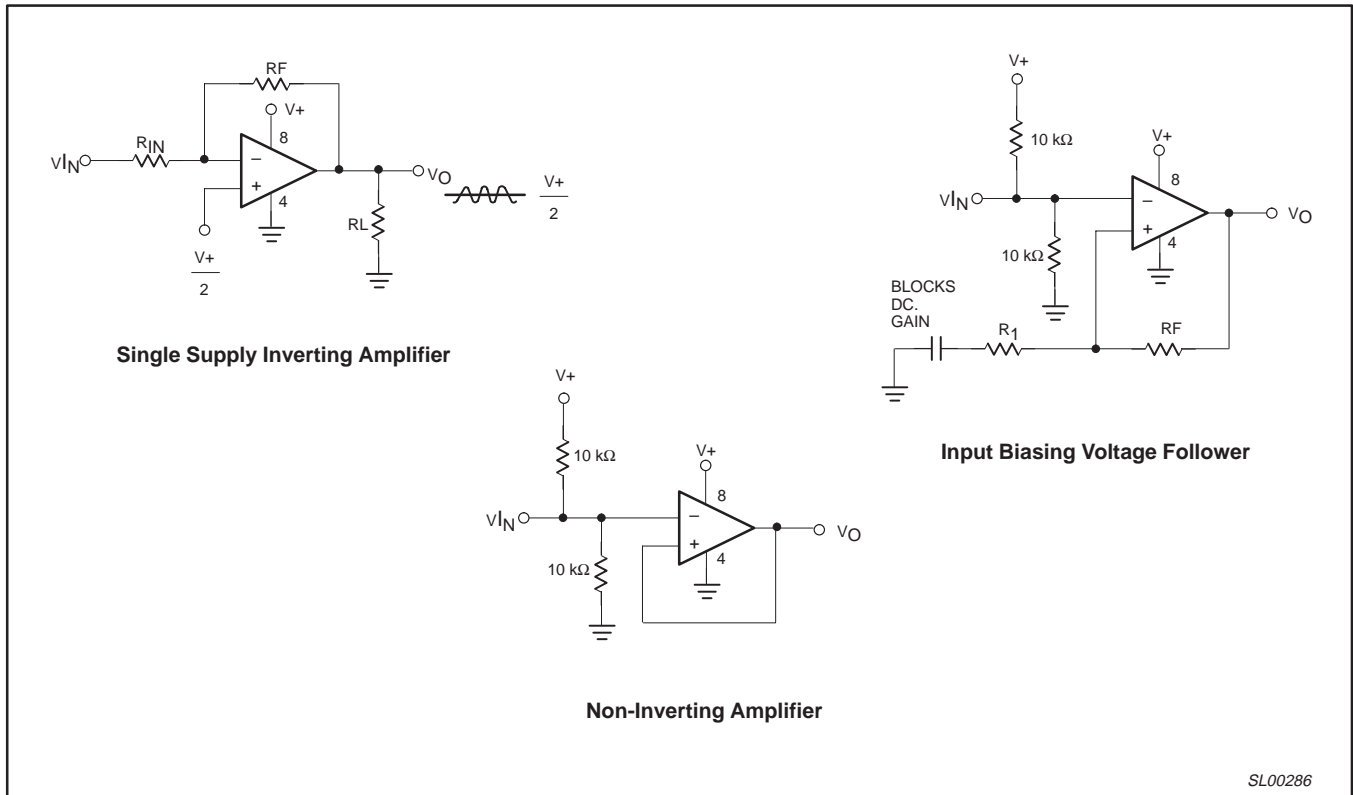 RF
V+
8
RIN
VIN
−
+
4
VO
V+
2
RL
V+
2
Single Supply Inverting Amplifier
V+
10 kΩ
V+
8
VIN
−
+
4
VO
10 kΩ
BLOCKS
DC.
GAIN
R1
RF
Input Biasing Voltage Follower
V+
10 kΩ
V+
8
VIN
−
+
4
VO
10 kΩ
Non-Inverting Amplifier
SL00286